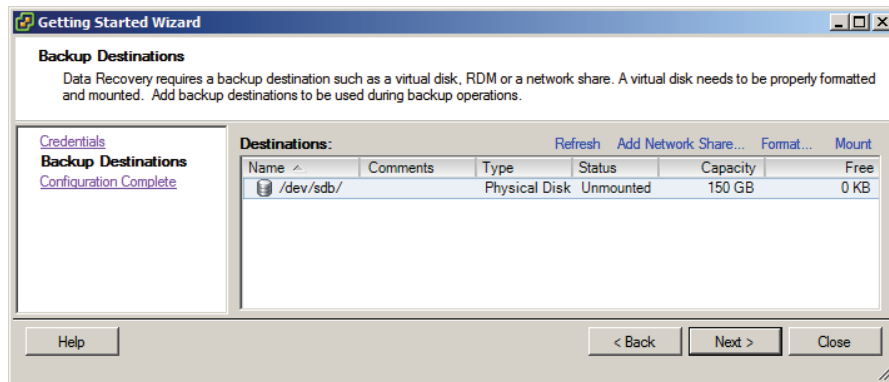 Getting Started Wizard
Backup Destinations
Data Recovery requires a backup destination such as a virtual disk, RDM or a network share. A virtual disk needs to be properly formatted
and mounted. Add backup destinations to be used during backup operations.
Credentials
Backup Destinations
Configuration Complete
Destinations: Refresh Add Network Share... Format... Mount
Name Comments Type Status Capacity Free
/dev/sdb/ Physical Disk Unmounted 150 GB 0 KB
Help < Back Next > Close